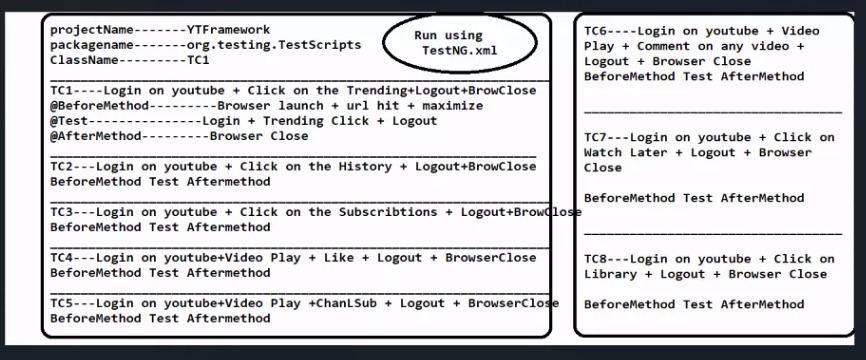 projectName-------YTFramework
packagename-------org.testing.TestScripts
ClassName---------TC1
Run using
TestNG.xml
TC1----Login on youtube + Click on the Trending+Logout+BrowClose
@BeforeMethod---------Browser launch + url hit + maximize
@Test---------------Login + Trending Click + Logout
@AfterMethod---------Browser Close
TC2---Login on youtube + Click on the History + Logout+BrowClose
BeforeMethod Test Aftermethod
TC3---Login on youtube + Click on the Subscribtions + Logout+BrowClose
BeforeMethod Test Aftermethod
TC4---Login on youtube+Video Play + Like + Logout + BrowserClose
BeforeMethod Test Aftermethod
TC5---Login on youtube+Video Play +ChanLSub + Logout + BrowserClose
BeforeMethod Test Aftermethod
TC6----Login on youtube + Video
Play + Comment on any video +
Logout + Browser Close
BeforeMethod Test AfterMethod
TC7---Login on youtube + Click on
Watch Later + Logout + Browser
Close
BeforeMethod Test AfterMethod
TC8---Login on youtube + Click on
Library + Logout + Browser Close
BeforeMethod Test AfterMethod